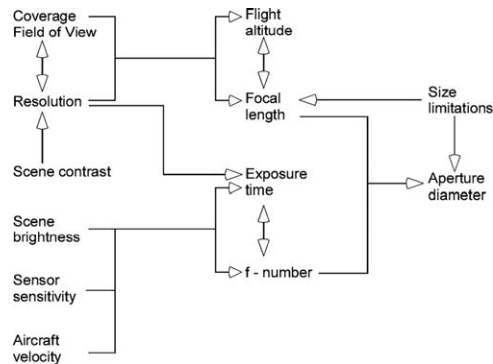 Coverage
Field of View
Resolution
Scene contrast
Scene
brightness
Sensor
sensitivity
Aircraft
velocity
Flight
altitude
Focal
length
Exposure
time
f - number
Size
limitations
Aperture
diameter